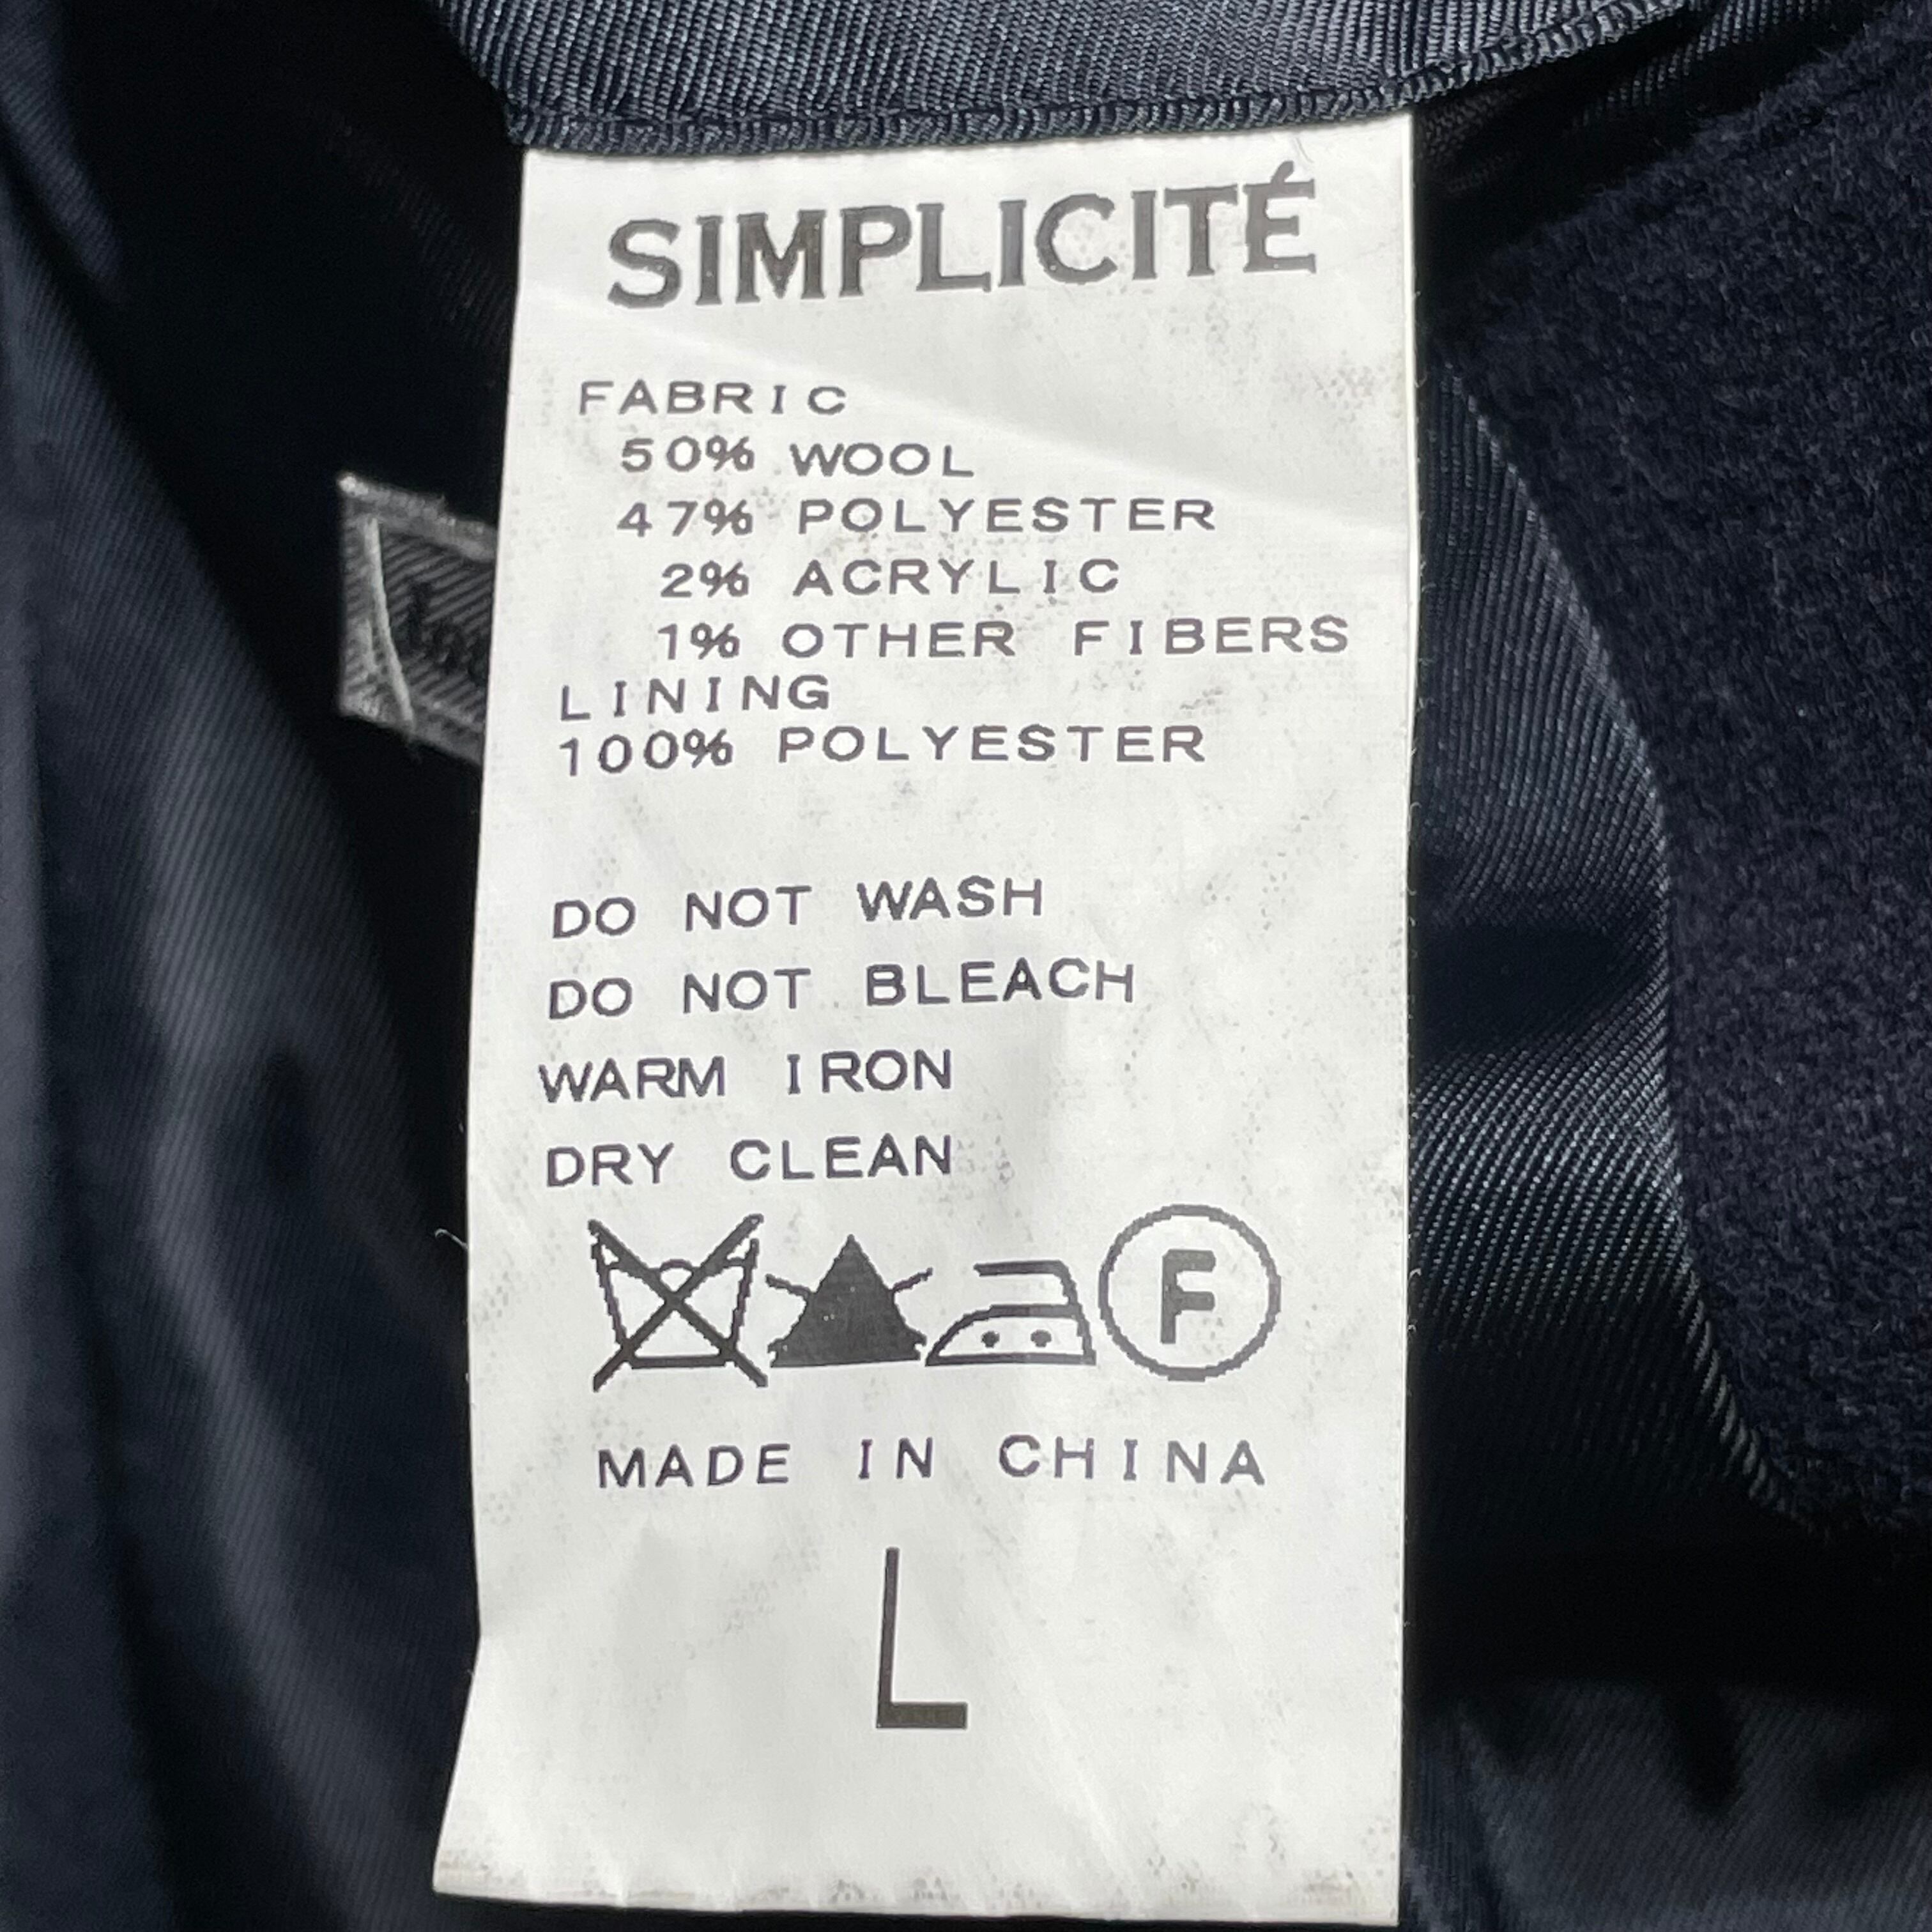 SIMPLICITÉ
FABRIC
50% WOOL
47% POLYESTER
2% ACRYLIC
1% OTHER FIBERS
LINING
100% POLYESTER
DO NOT WASH
DO NOT BLEACH
WARM IRON
DRY CLEAN
F
MADE IN CHINA
L